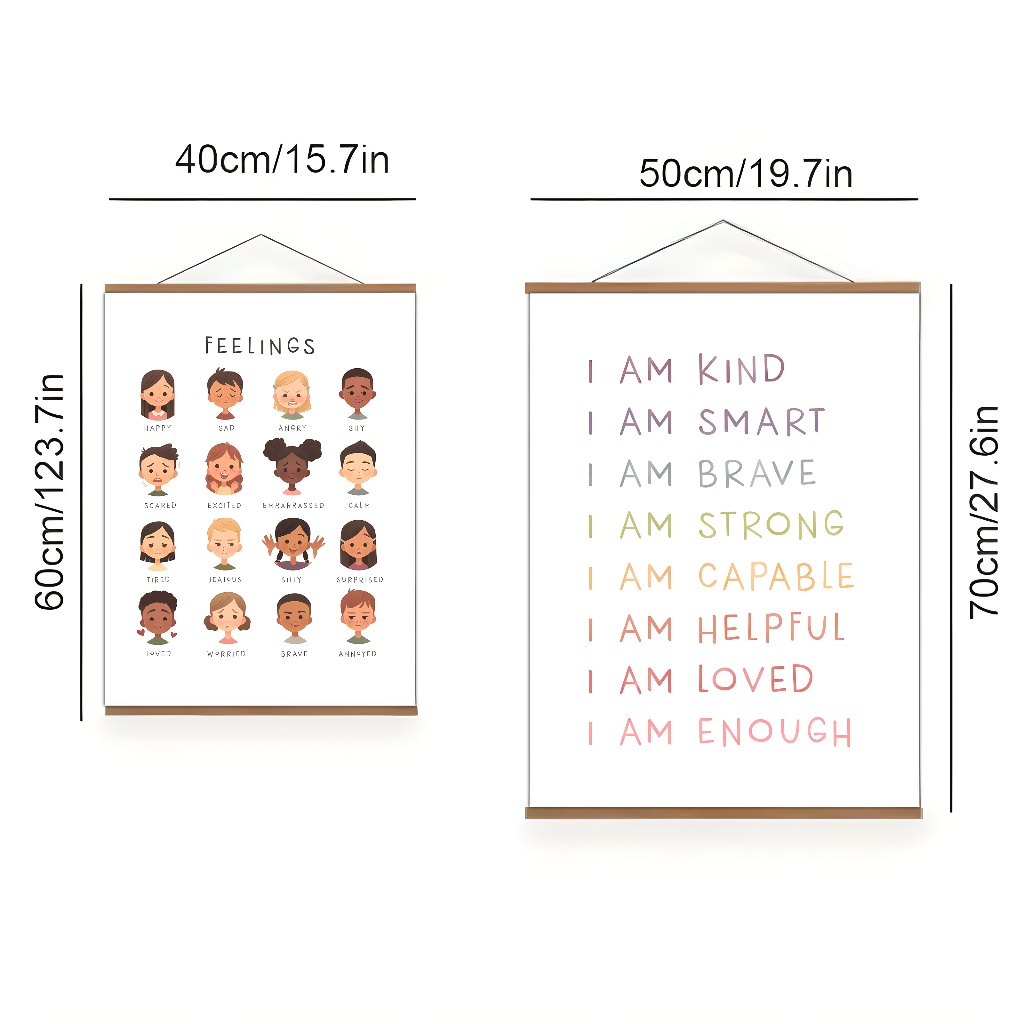 40cm/15.7in
50cm/19.7in
60cm/123.7in
70cm/27.6in
FEELINGS
HAPPY SAD ANGRY SHY
SCARED EXCITED EMBARRASSED CALM
TIRED JEALOUS SILLY SURPRISED
LOVED WORRIED BRAVE ANNOYED
I AM KIND
I AM SMART
I AM BRAVE
I AM STRONG
I AM CAPABLE
I AM HELPFUL
I AM LOVED
I AM ENOUGH